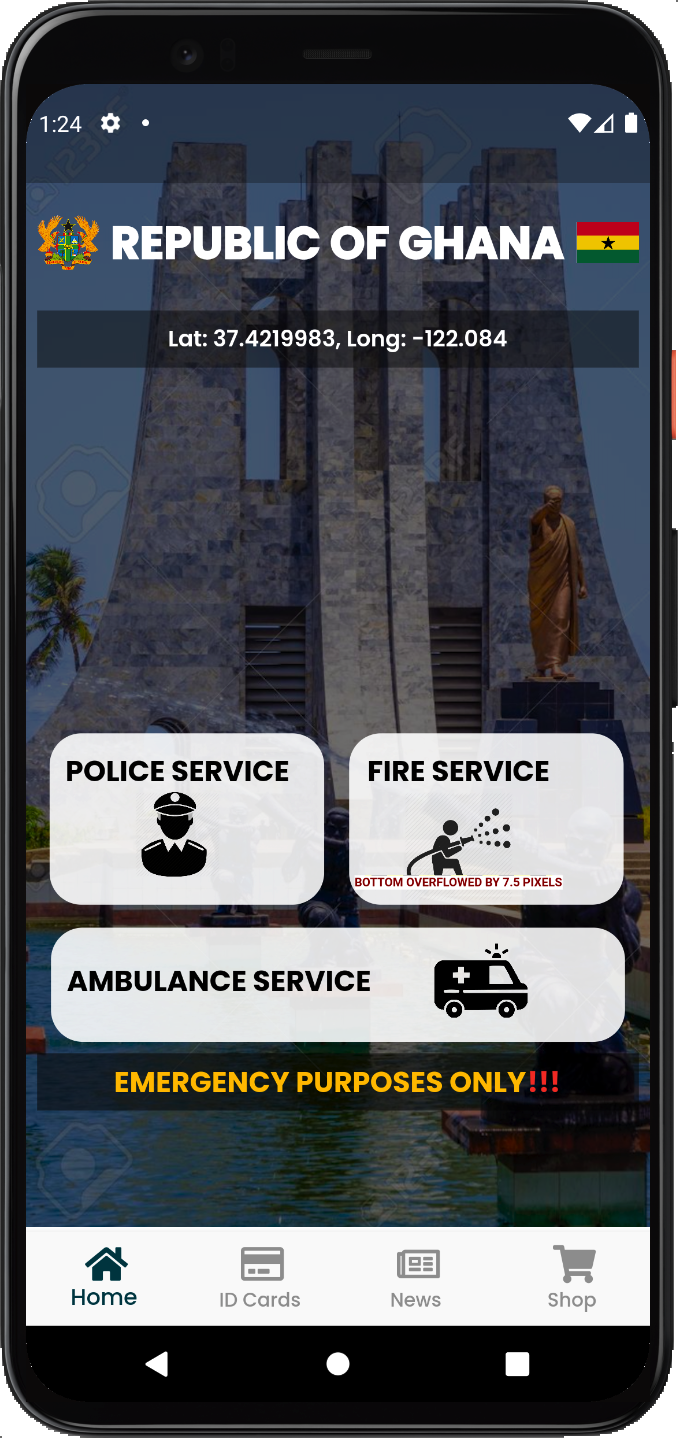 1:24
REPUBLIC OF GHANA
Lat: 37.4219983, Long: -122.084
POLICE SERVICE
FIRE SERVICE
BOTTOM OVERFLOWED BY 7.5 PIXELS
AMBULANCE SERVICE
EMERGENCY PURPOSES ONLY!!!
Home
ID Cards
News
Shop